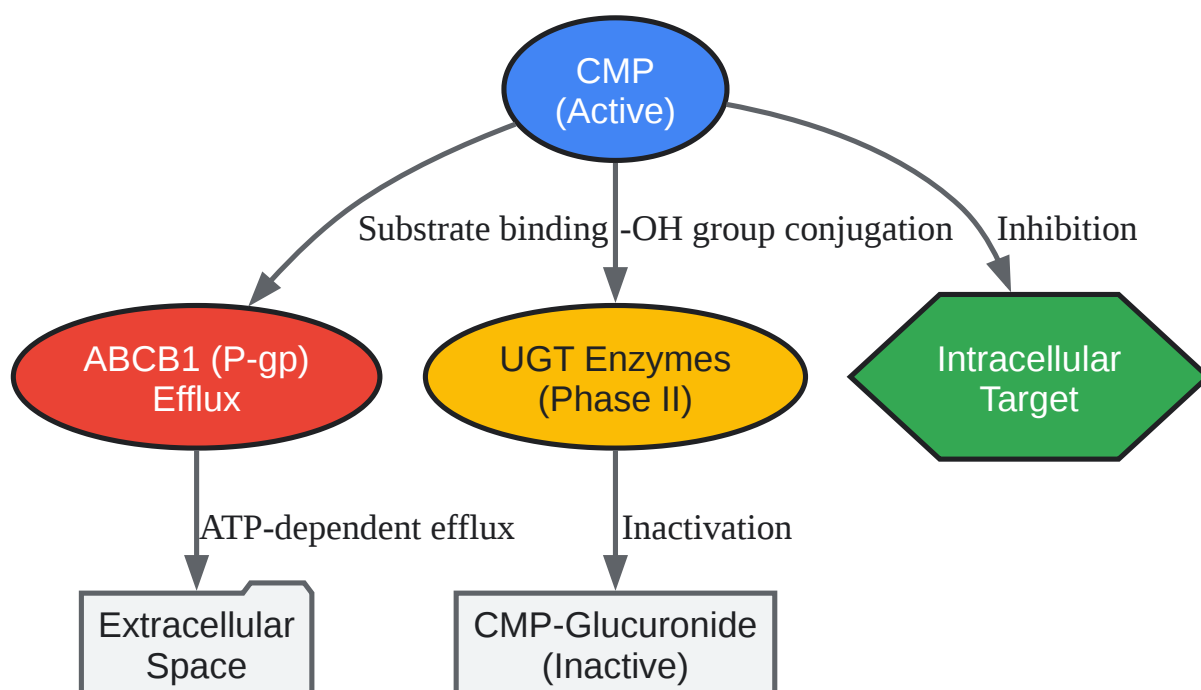 CMP
(Active)
Substrate binding
-OH group conjugation
Inhibition
ABCB1 (P-gp)
Efflux
UGT Enzymes
(Phase II)
Intracellular
Target
ATP-dependent efflux
Inactivation
Extracellular
Space
CMP-Glucuronide
(Inactive)